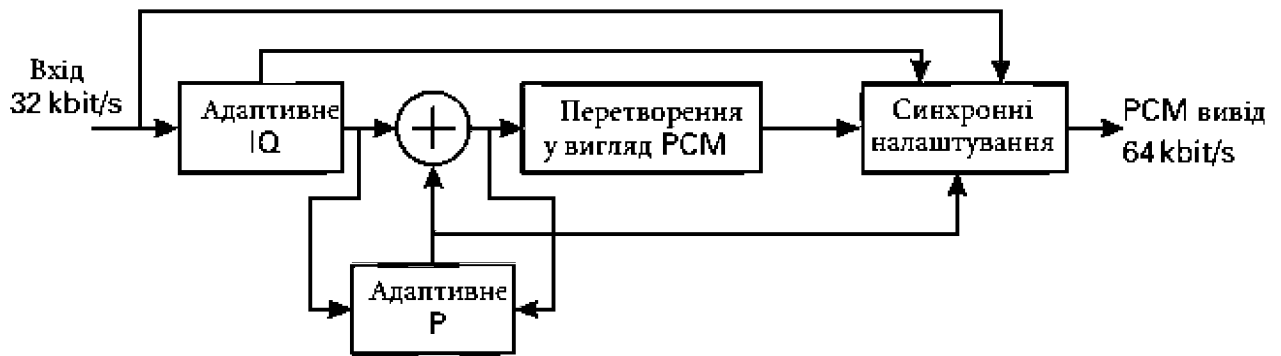 Вхід
32 kbit/s
Адаптивне
IQ
Перетворення
у вигляд PCM
Синхронні
налаштування
PCM вивід
64 kbit/s
Адаптивне
P